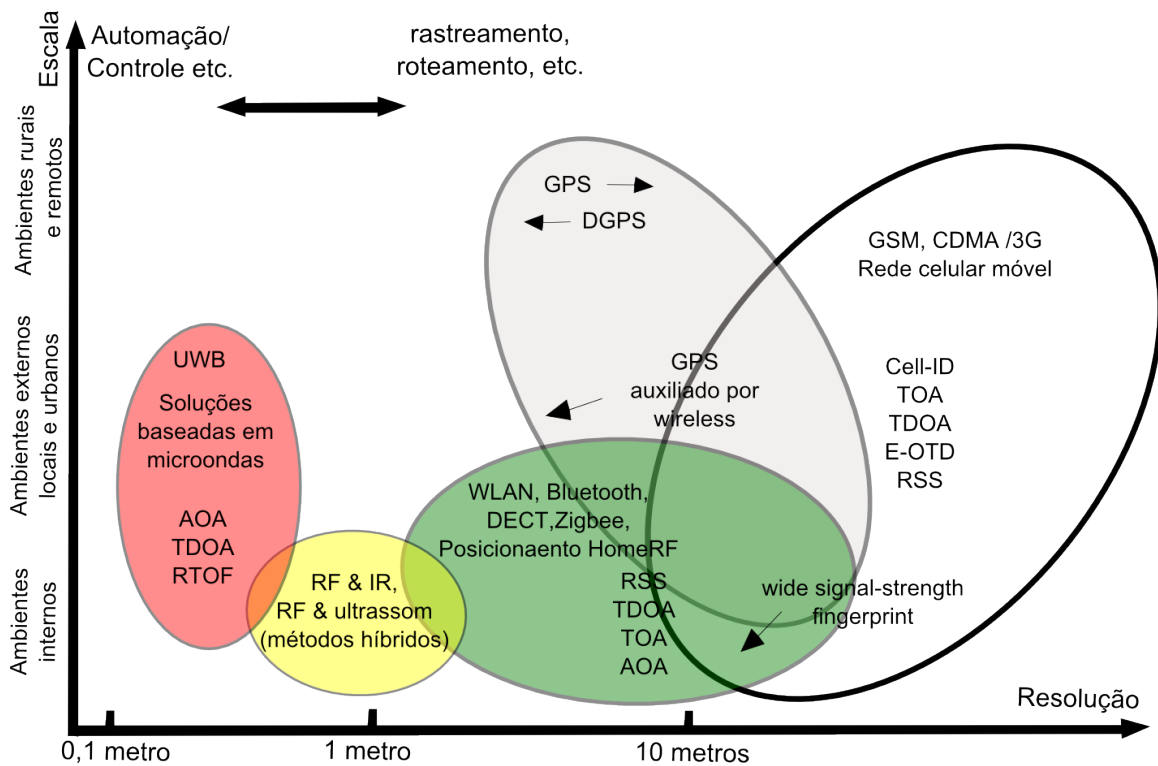 Escala
Automação/
Controle etc.
rastreamento,
roteamento, etc.
Ambientes rurais
e remotos
GPS
DGPS
GSM, CDMA /3G
Rede celular móvel
Ambientes externos
locais e urbanos
UWB
Soluções
baseadas em
microondas
AOA
TDOA
RTOF
GPS
auxiliado por
wireless
Cell-ID
TOA
TDOA
E-OTD
RSS
WLAN, Bluetooth,
DECT,Zigbee,
Posicionaento HomeRF
RSS
TDOA
TOA
AOA
Ambientes
internos
RF & IR,
RF & ultrassom
(métodos híbridos)
wide signal-strength
fingerprint
Resolução
0,1 metro
1 metro
10 metros